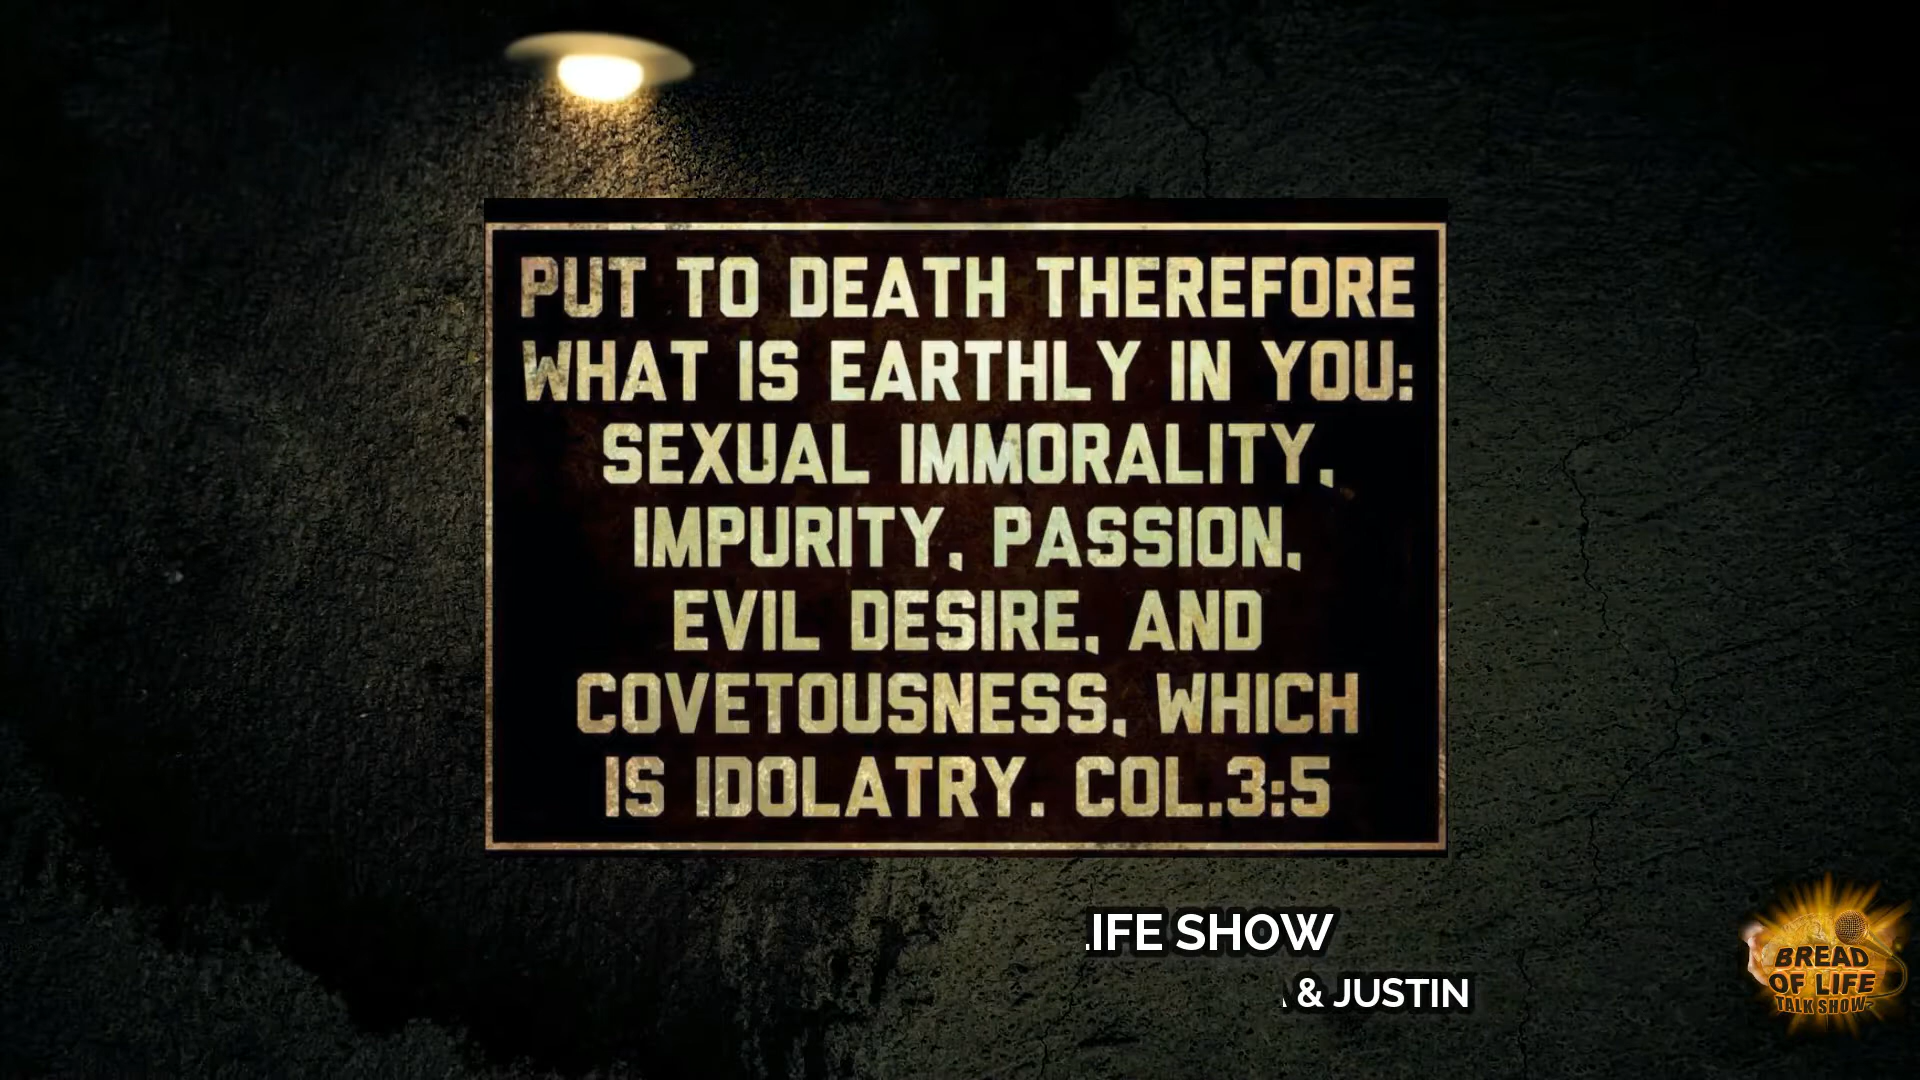 PUT TO DEATH THEREFORE
WHAT IS EARTHLY IN YOU:
SEXUAL IMMORALITY,
IMPURITY, PASSION,
EVIL DESIRE, AND
COVETOUSNESS, WHICH
IS IDOLATRY. COL.3:5
IFE SHOW
& JUSTIN
BREAD
OF LIFE
TALK SHOW